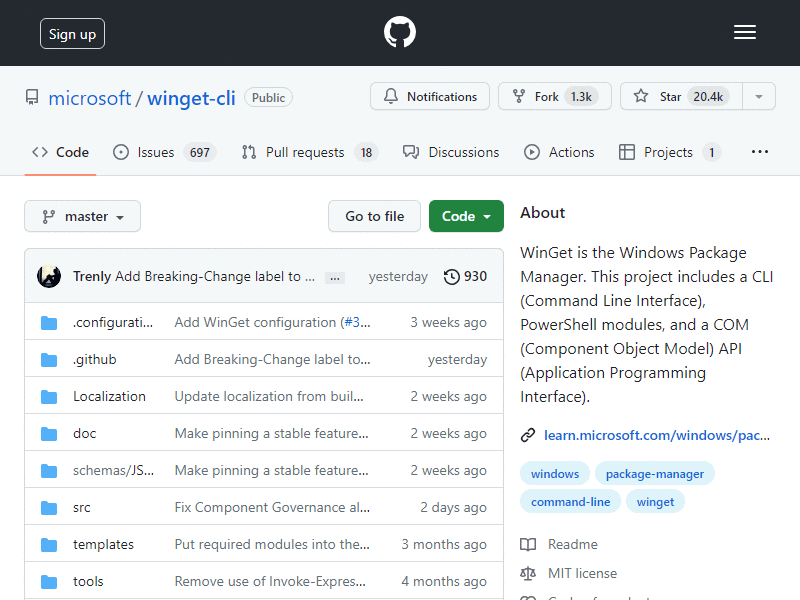 Sign up
microsoft / winget-cli Public
Notifications
Fork 1.3k
Star 20.4k
Code
Issues 697
Pull requests 18
Discussions
Actions
Projects 1
master
Go to file
Code
Trenly Add Breaking-Change label to ... … yesterday 930
.configurati... Add WinGet configuration (#3... 3 weeks ago
.github Add Breaking-Change label to... yesterday
Localization Update localization from buil... 2 weeks ago
doc Make pinning a stable feature... 2 weeks ago
schemas/JS... Make pinning a stable feature... 2 weeks ago
src Fix Component Governance al... 2 days ago
templates Put required modules into the... 3 months ago
tools Remove use of Invoke-Expres... 4 months ago
About
WinGet is the Windows Package
Manager. This project includes a CLI
(Command Line Interface),
PowerShell modules, and a COM
(Component Object Model) API
(Application Programming
Interface).
learn.microsoft.com/windows/pac...
windows package-manager
command-line winget
Readme
MIT license